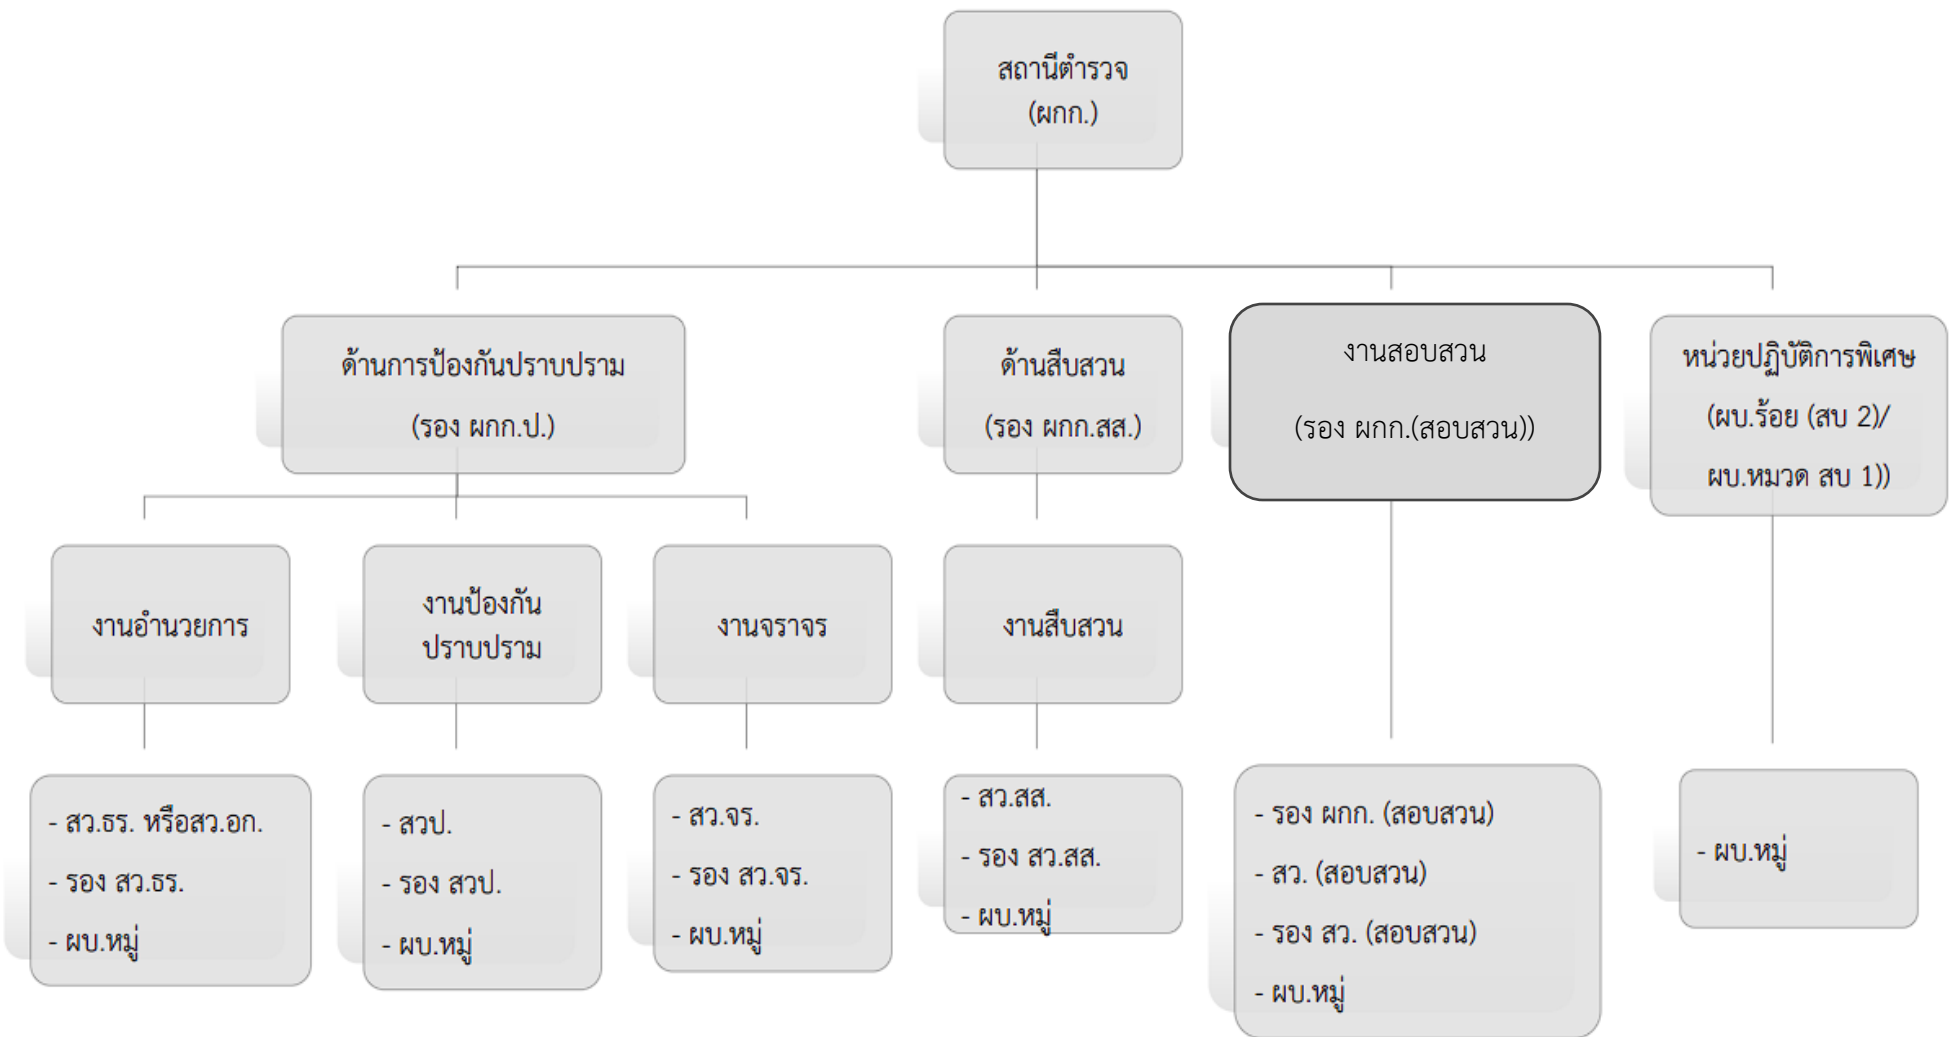 สถานีตำรวจ
(ผกก.)
ด้านการป้องกันปราบปราม
(รอง ผกก.ป.)
ด้านสืบสวน
(รอง ผกก.สส.)
งานสอบสวน
(รอง ผกก.(สอบสวน))
หน่วยปฏิบัติการพิเศษ
(ผบ.ร้อย (สบ 2)/
ผบ.หมวด สบ 1))
งานอำนวยการ
งานป้องกัน
ปราบปราม
งานจราจร
งานสืบสวน
- สว.ธร. หรือสว.อก.
- รอง สว.ธร.
- ผบ.หมู่
- สวป.
- รอง สวป.
- ผบ.หมู่
- สว.จร.
- รอง สว.จร.
- ผบ.หมู่
- สว.สส.
- รอง สว.สส.
- ผบ.หมู่
- รอง ผกก. (สอบสวน)
- สว. (สอบสวน)
- รอง สว. (สอบสวน)
- ผบ.หมู่
- ผบ.หมู่